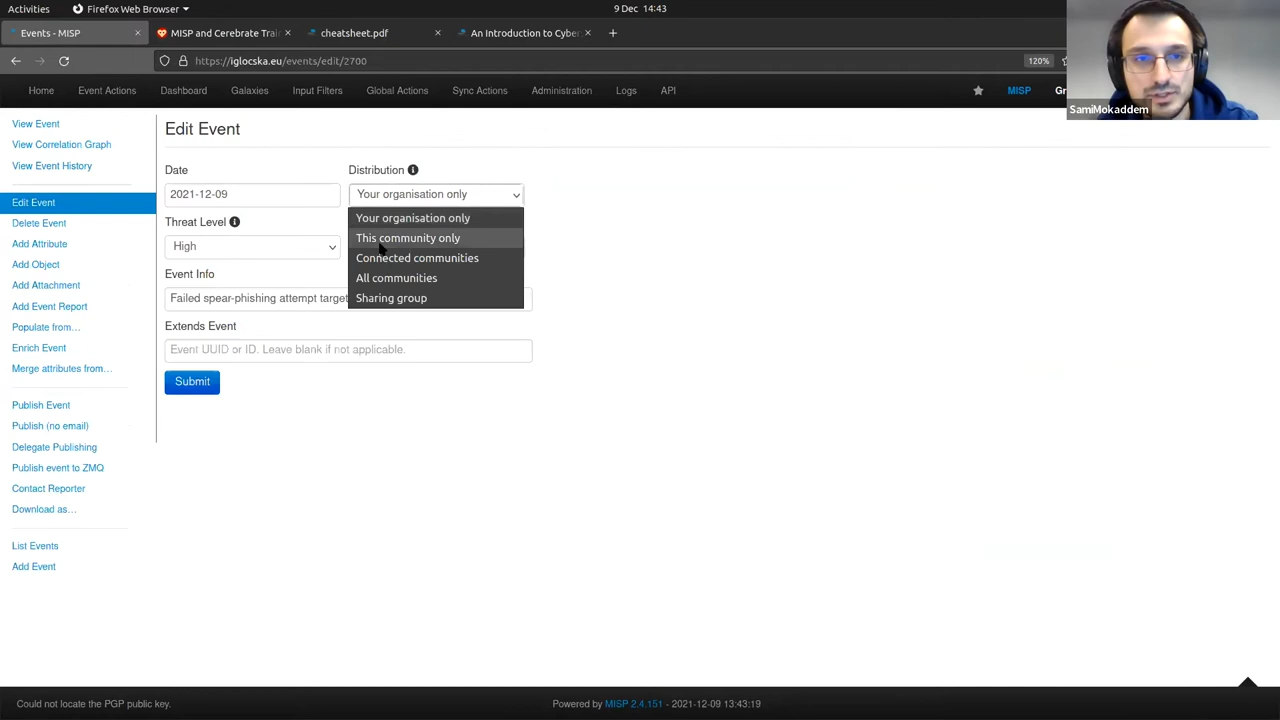 Activities Firefox Web Browser 9 Dec 14:43
Events - MISP MISP and Cerebrate Trai cheatsheet.pdf An Introduction to Cyber
https://iglocska.eu/events/edit/2700 120%
Home Event Actions Dashboard Galaxies Input Filters Global Actions Sync Actions Administration Logs API MISP
SamiMokaddem
View Event
View Correlation Graph
View Event History
Edit Event
Delete Event
Add Attribute
Add Object
Add Attachment
Add Event Report
Populate from…
Enrich Event
Merge attributes from…
Publish Event
Publish (no email)
Delegate Publishing
Publish event to ZMQ
Contact Reporter
Download as…
List Events
Add Event
Edit Event
Date Distribution
2021-12-09 Your organisation only
Your organisation only
This community only
Connected communities
All communities
Sharing group
Threat Level
High
Event Info
Failed spear-phishing attempt target
Extends Event
Event UUID or ID. Leave blank if not applicable.
Submit
Could not locate the PGP public key. Powered by MISP 2.4.151 - 2021-12-09 13:43:19